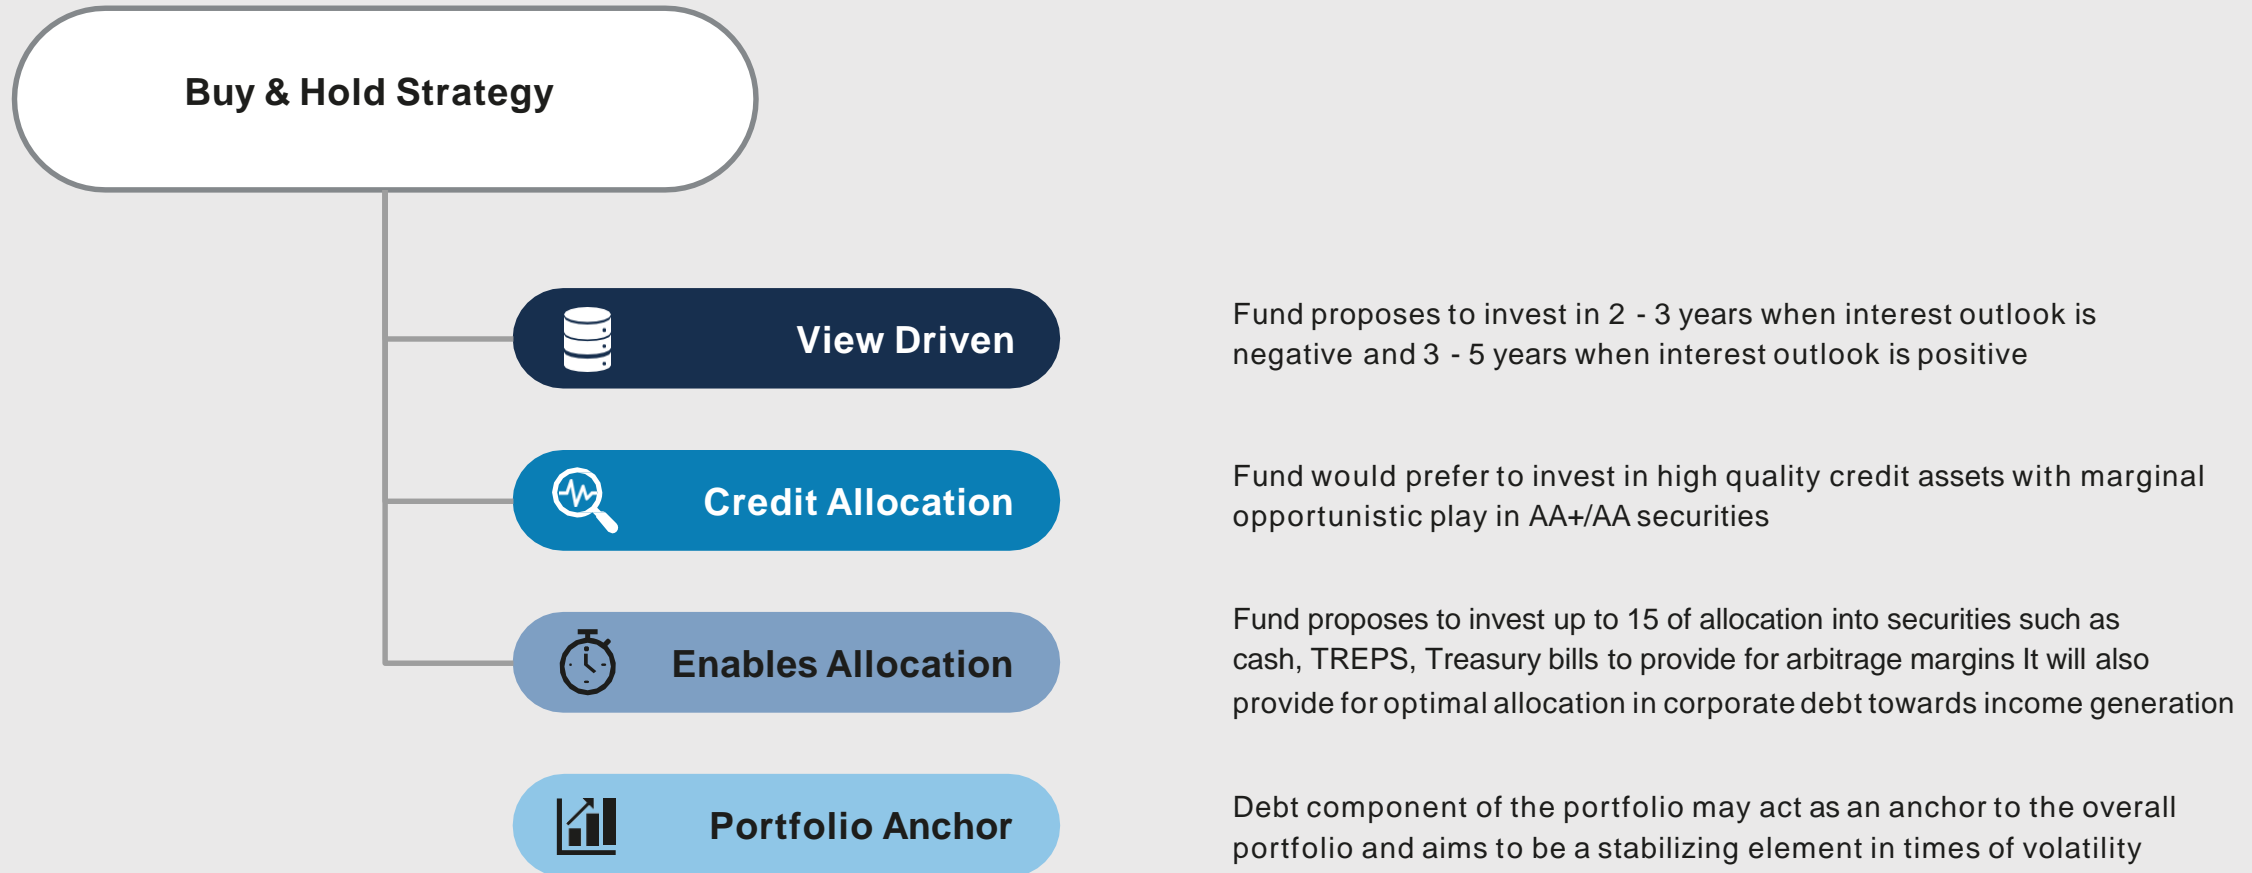 Buy & Hold Strategy
View Driven
Fund proposes to invest in 2 - 3 years when interest outlook is
negative and 3 - 5 years when interest outlook is positive
Credit Allocation
Fund would prefer to invest in high quality credit assets with marginal
opportunistic play in AA+/AA securities
Enables Allocation
Fund proposes to invest up to 15 of allocation into securities such as
cash, TREPS, Treasury bills to provide for arbitrage margins It will also
provide for optimal allocation in corporate debt towards income generation
Portfolio Anchor
Debt component of the portfolio may act as an anchor to the overall
portfolio and aims to be a stabilizing element in times of volatility